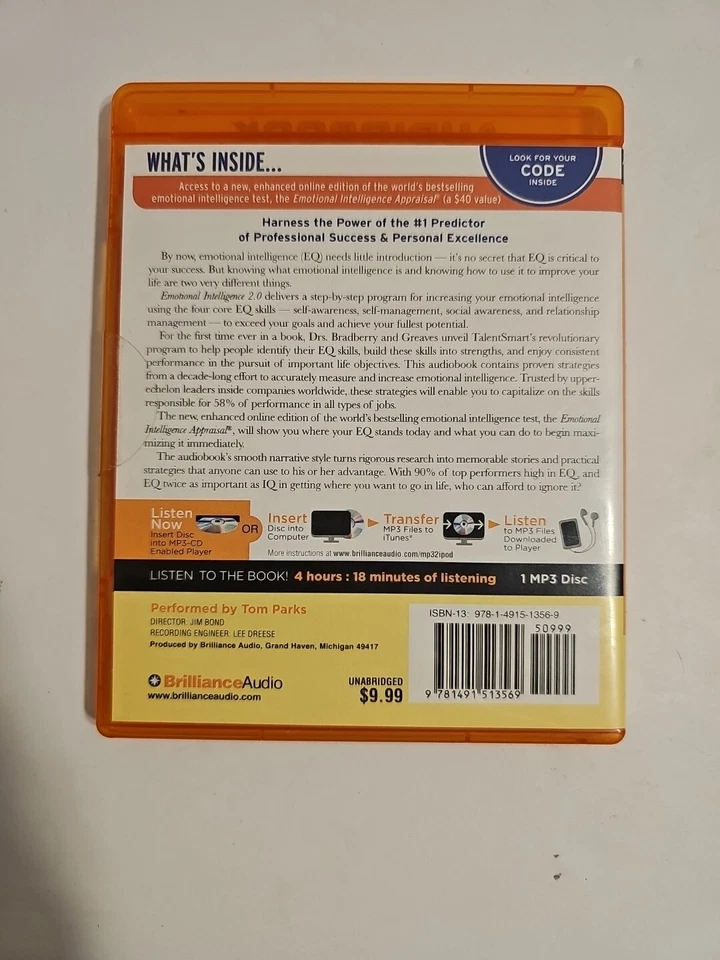 WHAT'S INSIDE...
LOOK FOR YOUR
CODE
INSIDE
Access to a new, enhanced online edition of the world's bestselling
emotional intelligence test, the Emotional Intelligence Appraisal® (a $40 value)
Harness the Power of the #1 Predictor
of Professional Success & Personal Excellence
By now, emotional intelligence (EQ) needs little introduction — it's no secret that EQ is critical to
your success. But knowing what emotional intelligence is and knowing how to use it to improve your
life are two very different things.
Emotional Intelligence 2.0 delivers a step-by-step program for increasing your emotional intelligence
using the four core EQ skills — self-awareness, self-management, social awareness, and relationship
management — to exceed your goals and achieve your fullest potential.
For the first time ever in a book, Drs. Bradberry and Greaves unveil TalentSmart's revolutionary
program to help people identify their EQ skills, build these skills into strengths, and enjoy consistent
performance in the pursuit of important life objectives. This audiobook contains proven strategies
from a decade-long effort to accurately measure and increase emotional intelligence. Trusted by upper-
echelon leaders inside companies worldwide, these strategies will enable you to capitalize on the skills
responsible for 58% of performance in all types of jobs.
The new, enhanced online edition of the world's bestselling emotional intelligence test, the Emotional
Intelligence Appraisal®, will show you where your EQ stands today and what you can do to begin maxi-
mizing it immediately.
The audiobook's smooth narrative style turns rigorous research into memorable stories and practical
strategies that anyone can use to his or her advantage. With 90% of top performers high in EQ, and
EQ twice as important as IQ in getting where you want to go in life, who can afford to ignore it?
Listen
Now
Insert Disc
into MP3-CD
Enabled Player
OR
Insert
Disc into
Computer
Transfer
MP3 Files to
iTunes*
Listen
to MP3 Files
Downloaded
to Player
More instructions at www.brillianceaudio.com/mp32ipod
LISTEN TO THE BOOK! 4 hours : 18 minutes of listening 1 MP3 Disc
Performed by Tom Parks
DIRECTOR JIM BOND
RECORDING ENGINEER LEE DREESE
Produced by Brilliance Audio, Grand Haven, Michigan 49417
BrillianceAudio
www.brillianceaudio.com
UNABRIDGED
$9.99
ISBN-13: 978-1-4915-1356-9
50999
9 781491 513569